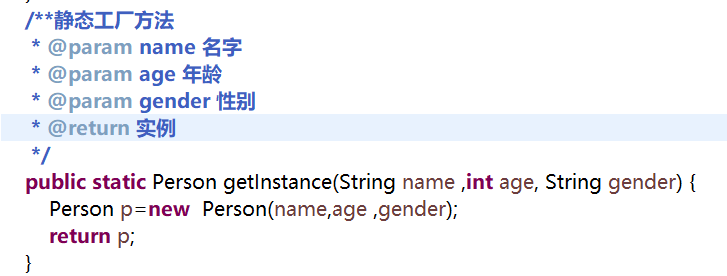 /**静态工厂方法
* @param name 名字
* @param age 年龄
* @param gender 性别
* @return 实例
*/
public static Person getInstance(String name ,int age, String gender) {
Person p=new  Person(name,age ,gender);
return p;
}